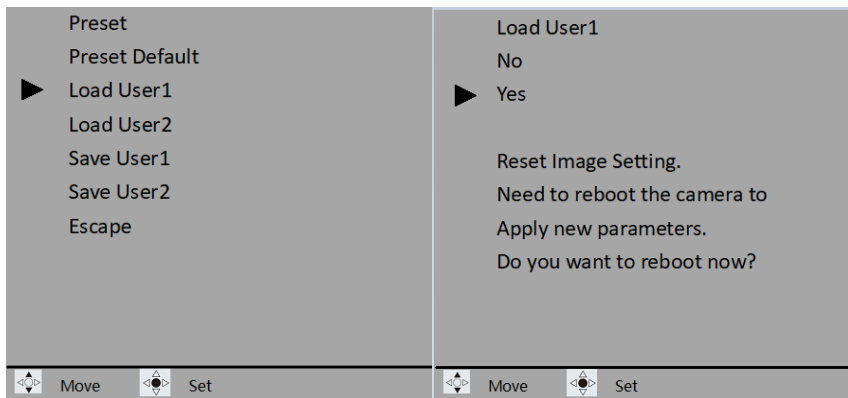 Preset
Preset Default
Load User1
Load User2
Save User1
Save User2
Escape
Move Set
Load User1
No
Yes
Reset Image Setting.
Need to reboot the camera to
Apply new parameters.
Do you want to reboot now?
Move Set